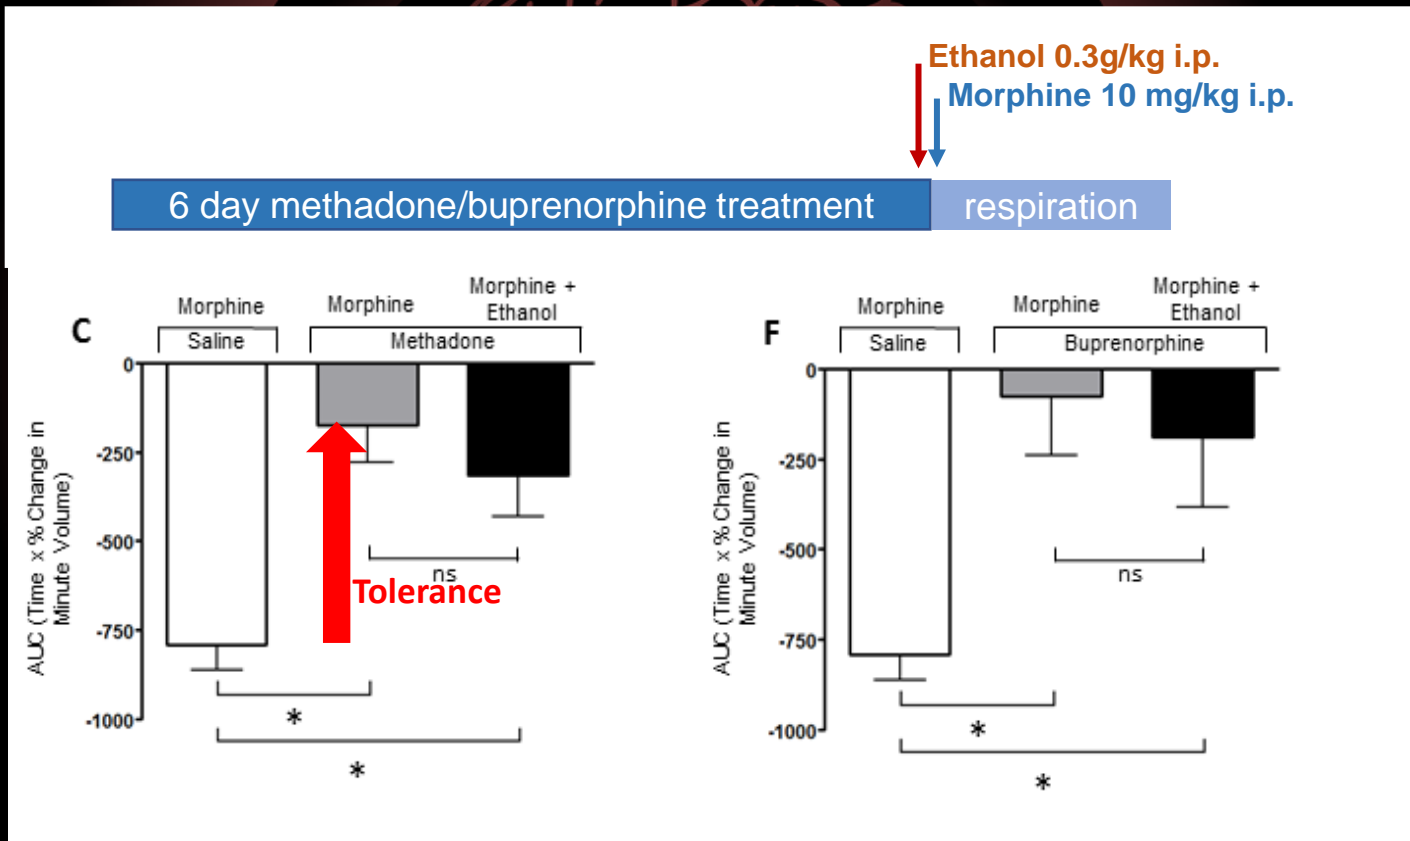 Ethanol 0.3g/kg i.p.
Morphine 10 mg/kg i.p.
6 day methadone/buprenorphine treatment
respiration
C
Morphine
Morphine
Morphine +
Ethanol
Saline
Methadone
AUC (Time x % Change in
Minute Volume)
0
-250
-500
-750
-1000
ns
Tolerance
*
*
F
Morphine
Morphine
Morphine +
Ethanol
Saline
Buprenorphine
AUC (Time x % Change in
Minute Volume)
0
-250
-500
-750
-1000
ns
*
*